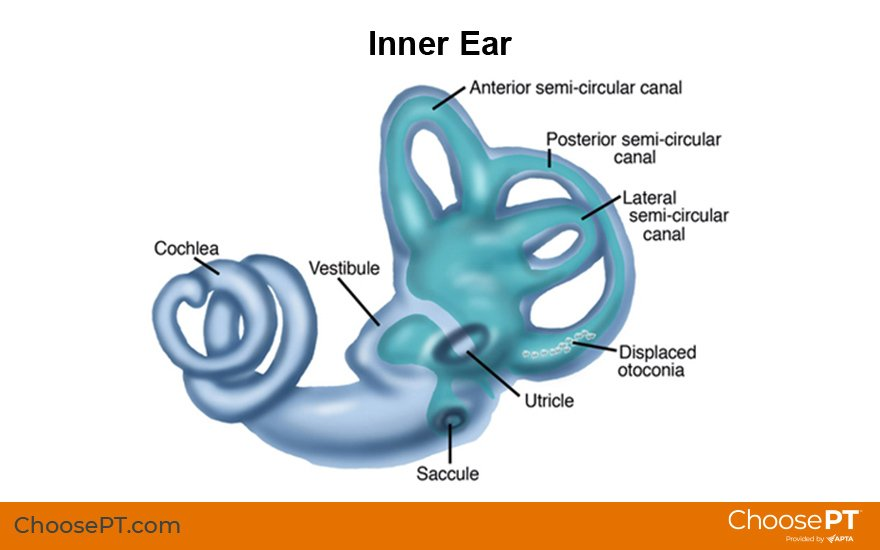 Inner Ear
Anterior semi-circular canal
Posterior semi-circular
canal
Lateral
semi-circular
canal
Cochlea
Vestibule
Displaced
otoconia
Utricle
Saccule
ChoosePT.com
ChoosePT
Provided by APTA